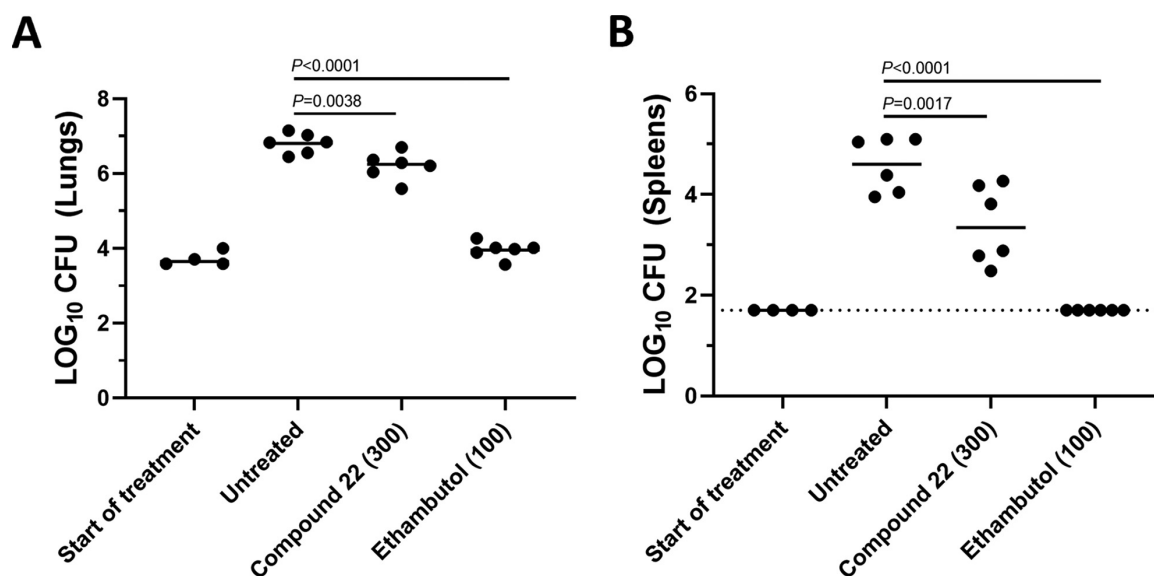 A
P<0.0001
P=0.0038
LOG10 CFU (Lungs)
8
6
4
2
0
Start of treatment
Untreated
Compound 22 (300)
Ethambutol (100)
B
P<0.0001
P=0.0017
LOG10 CFU (Spleens)
6
4
2
0
Start of treatment
Untreated
Compound 22 (300)
Ethambutol (100)